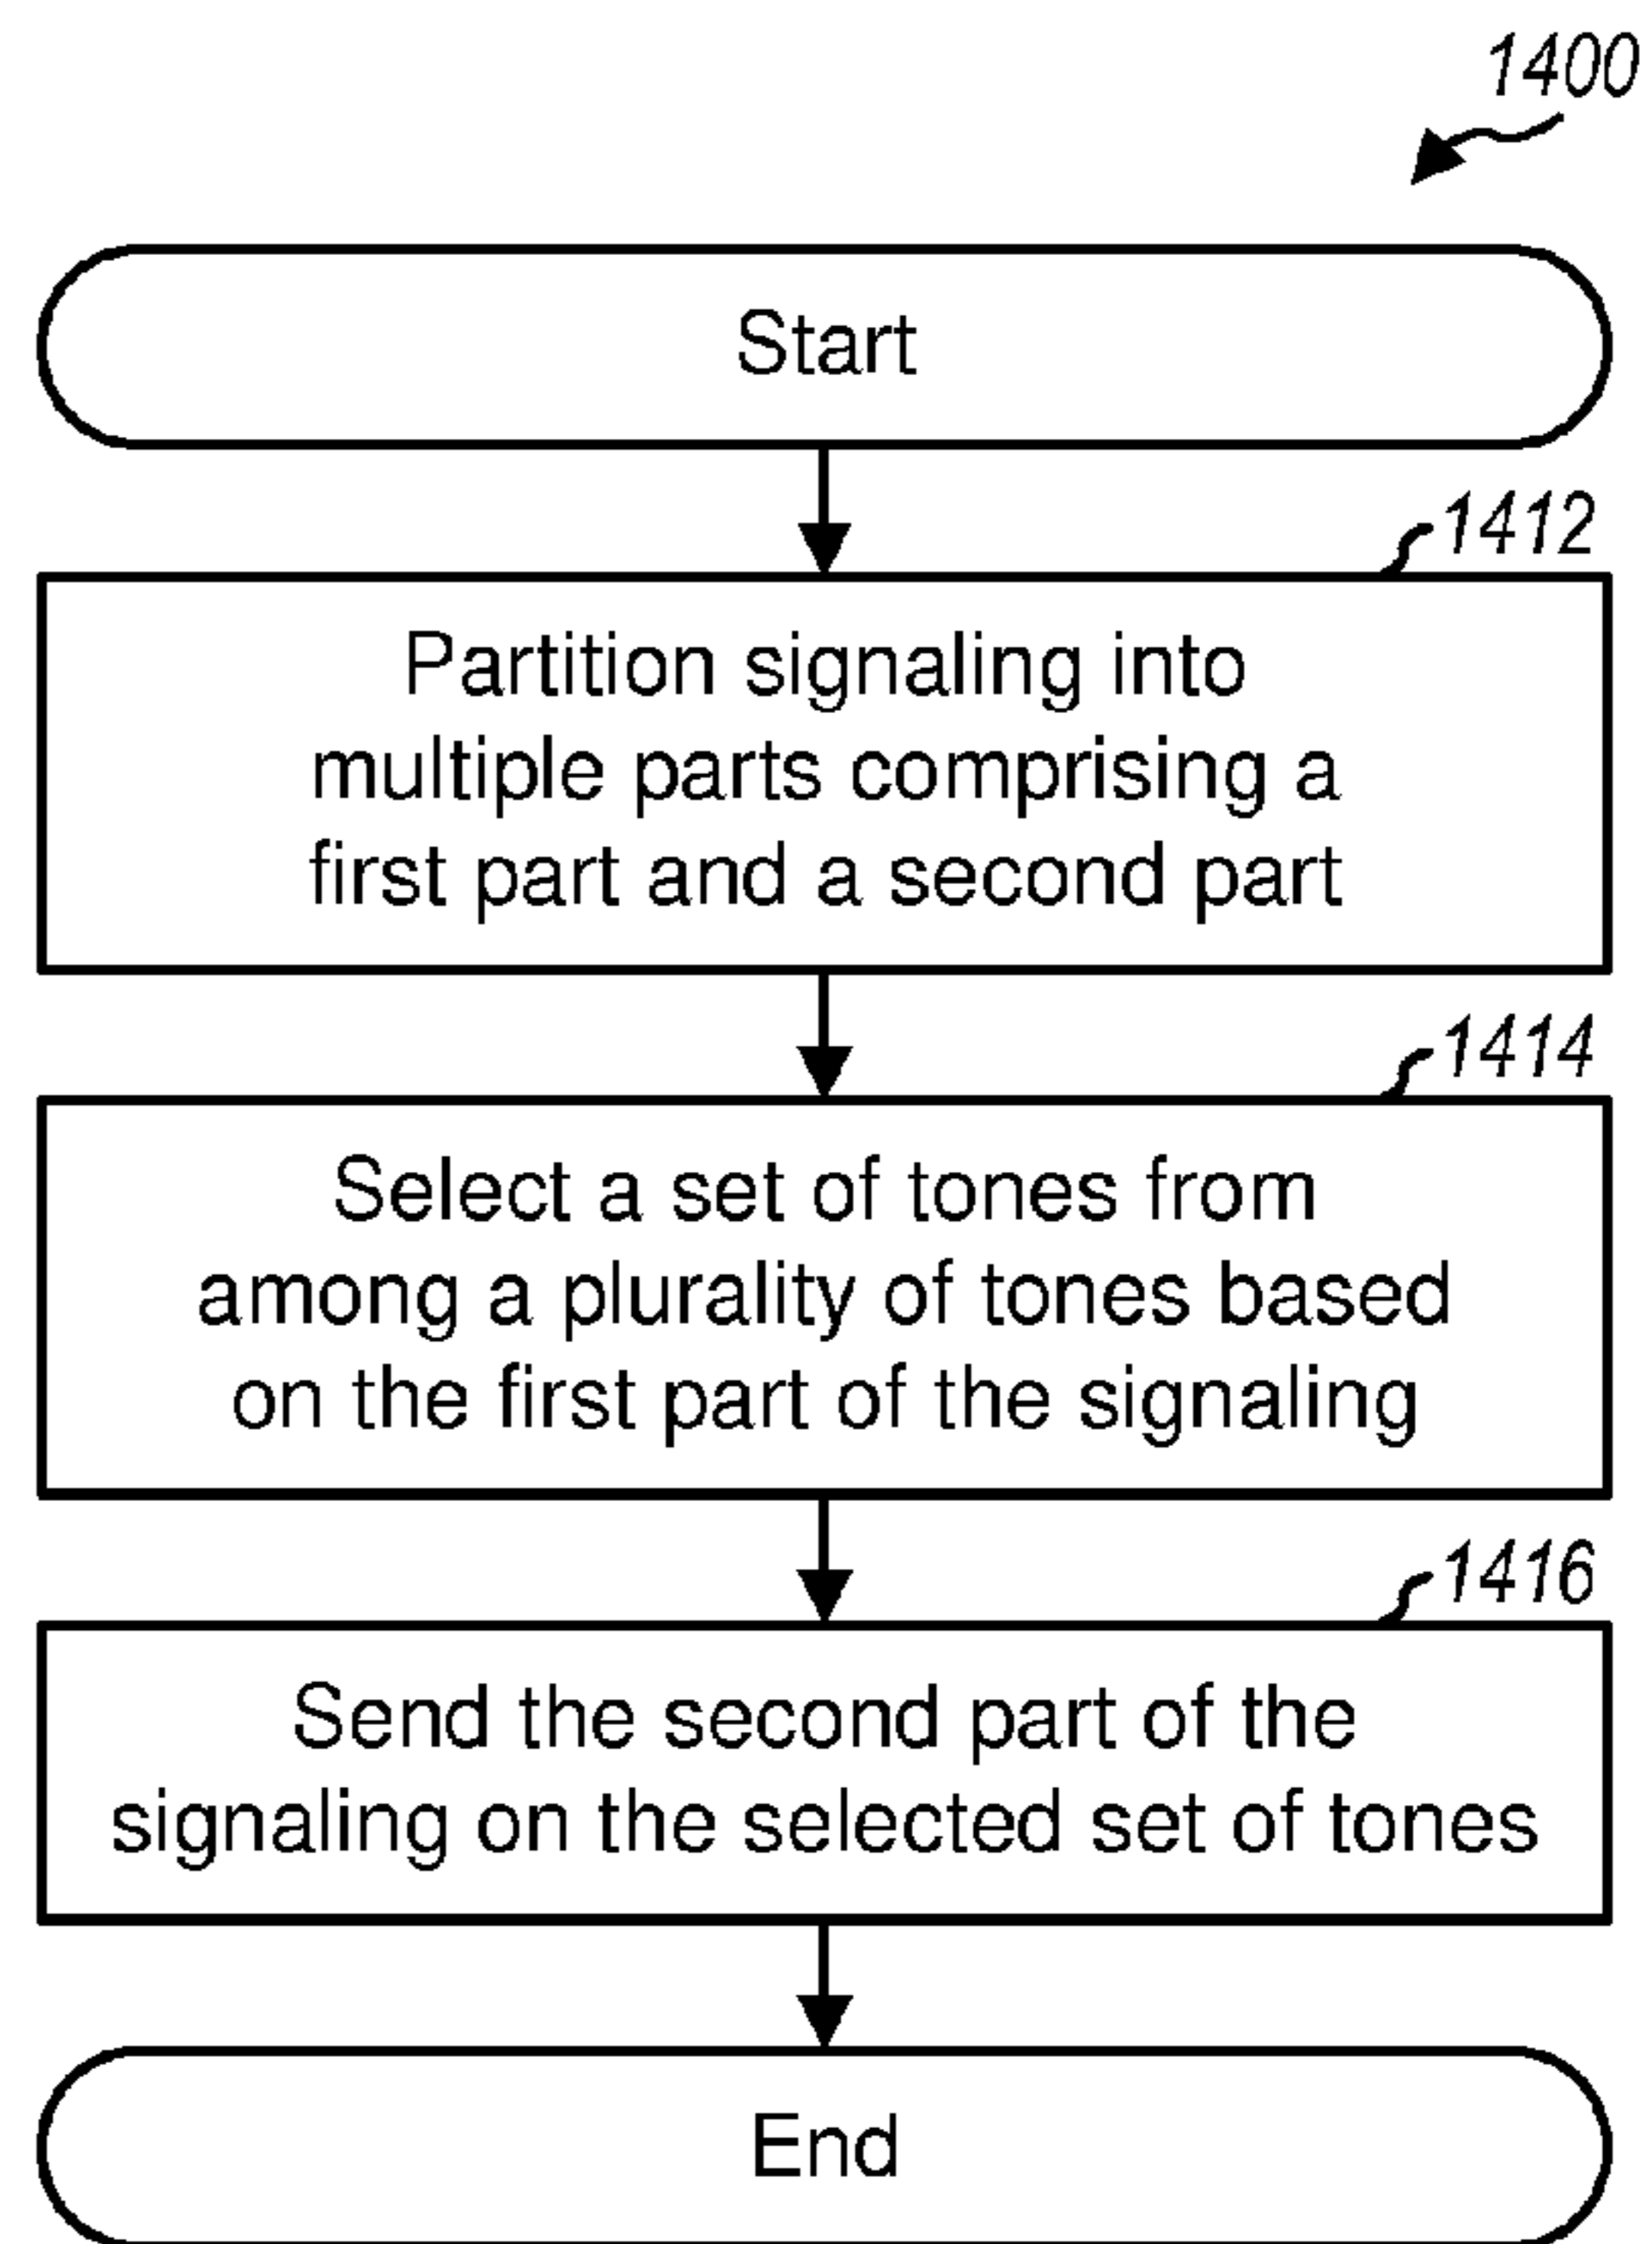 1400
Start
1412
Partition signaling into
multiple parts comprising a
first part and a second part
1414
Select a set of tones from
among a plurality of tones based
on the first part of the signaling
1416
Send the second part of the
signaling on the selected set of tones
End